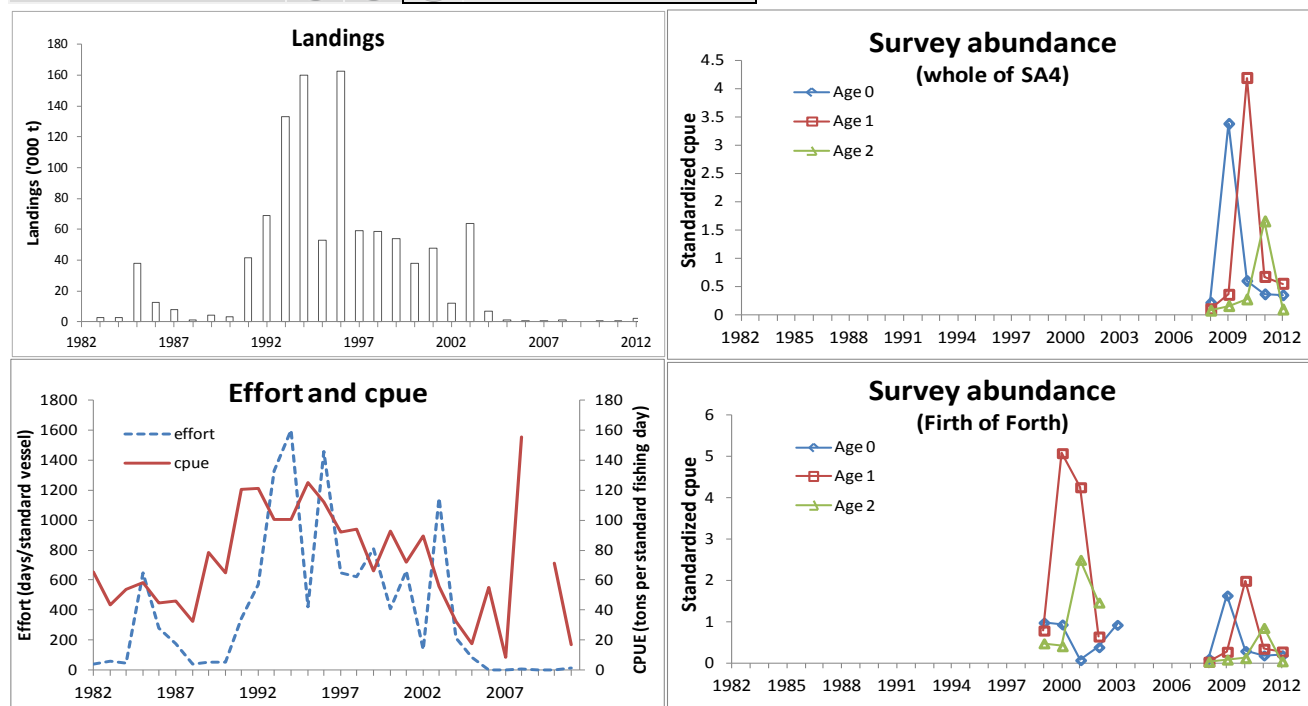 Landings
Landings ('000 t)
180
160
140
120
100
80
60
40
20
0
1982 1987 1992 1997 2002 2007 2012
Survey abundance
(whole of SA4)
Standardized cpue
4.5
4
3.5
3
2.5
2
1.5
1
0.5
0
Age 0
Age 1
Age 2
1982 1985 1988 1991 1994 1997 2000 2003 2006 2009 2012
Effort and cpue
Effort (days/standard vessel)
1800
1600
1400
1200
1000
800
600
400
200
0
effort
cpue
180
160
140
120
100
80
60
40
20
0
CPUE (tons per standard fishing day)
1982 1987 1992 1997 2002 2007
Survey abundance
(Firth of Forth)
Standardized cpue
6
5
4
3
2
1
0
Age 0
Age 1
Age 2
1982 1985 1988 1991 1994 1997 2000 2003 2006 2009 2012